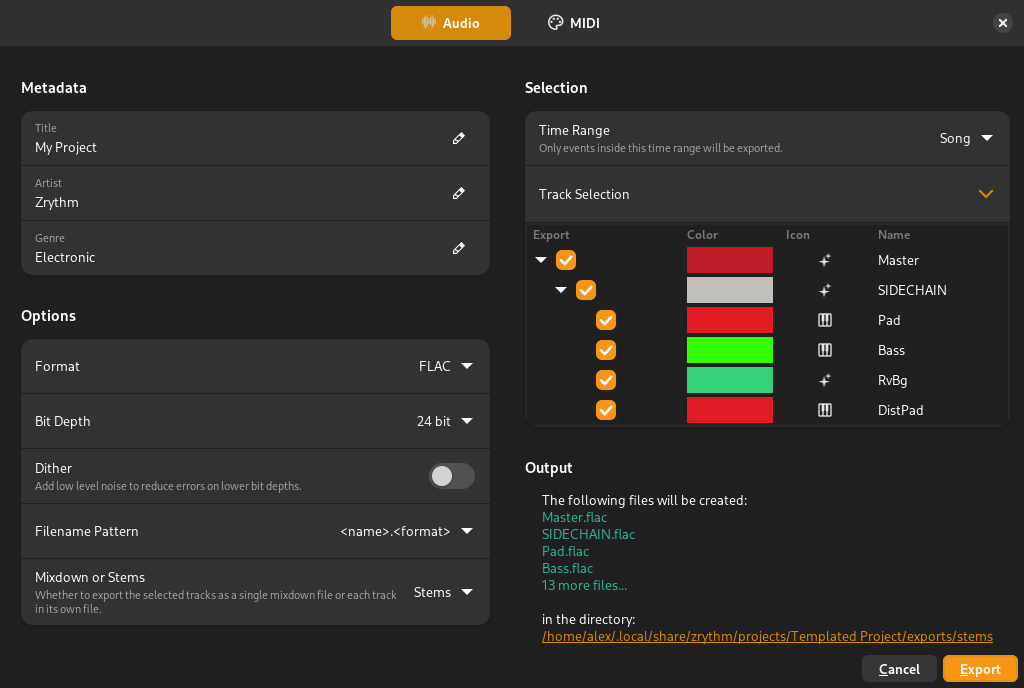 Audio
MIDI
Metadata
Title
My Project
Artist
Zrythm
Genre
Electronic
Options
Format
FLAC
Bit Depth
24 bit
Dither
Add low level noise to reduce errors on lower bit depths.
Filename Pattern
<name>.<format>
Mixdown or Stems
Whether to export the selected tracks as a single mixdown file or each track
in its own file.
Stems
Selection
Time Range
Only events inside this time range will be exported.
Song
Track Selection
Export Color Icon Name
Master
SIDECHAIN
Pad
Bass
RvBg
DistPad
Output
The following files will be created:
Master.flac
SIDECHAIN.flac
Pad.flac
Bass.flac
13 more files...
in the directory:
/home/alex/.local/share/zrythm/projects/Templated Project/exports/stems
Cancel
Export